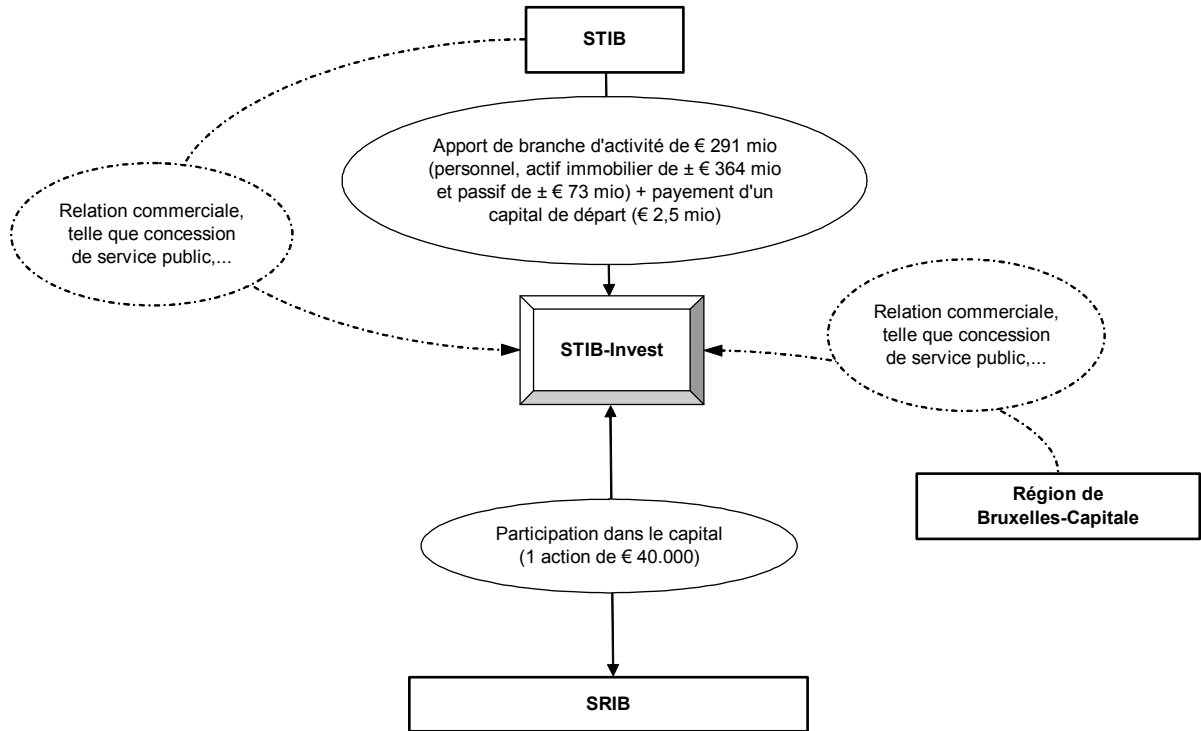 STIB
Apport de branche d'activité de € 291 mio
(personnel, actif immobilier de ± € 364 mio
et passif de ± € 73 mio) + payement d'un
capital de départ (€ 2,5 mio)
Relation commerciale,
telle que concession
de service public,...
STIB-Invest
Relation commerciale,
telle que concession
de service public,...
Région de
Bruxelles-Capitale
Participation dans le capital
(1 action de € 40.000)
SRIB